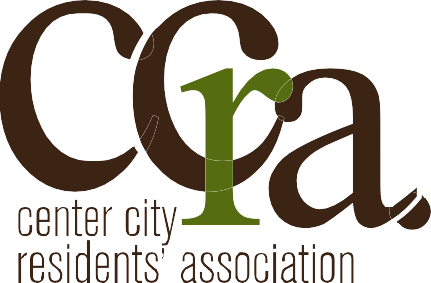 ccra
center city
residents' association